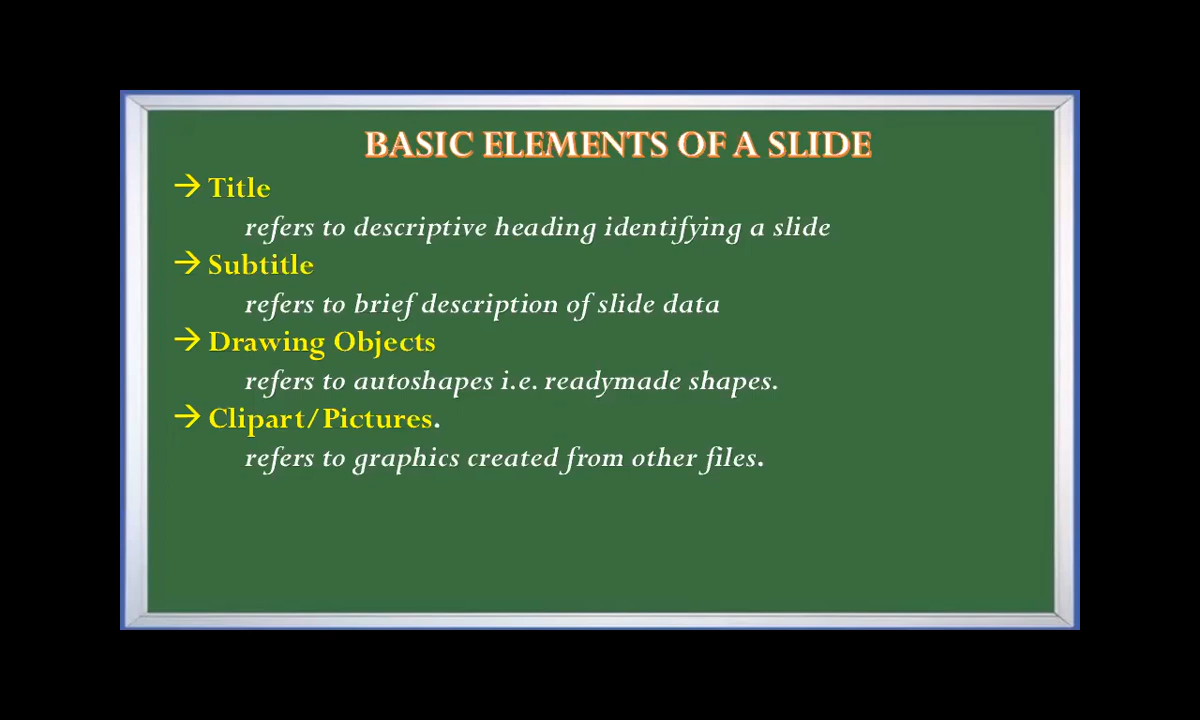 BASIC ELEMENTS OF A SLIDE
→ Title
refers to descriptive heading identifying a slide
→ Subtitle
refers to brief description of slide data
→ Drawing Objects
refers to autoshapes i.e. readymade shapes.
→ Clipart/Pictures.
refers to graphics created from other files.